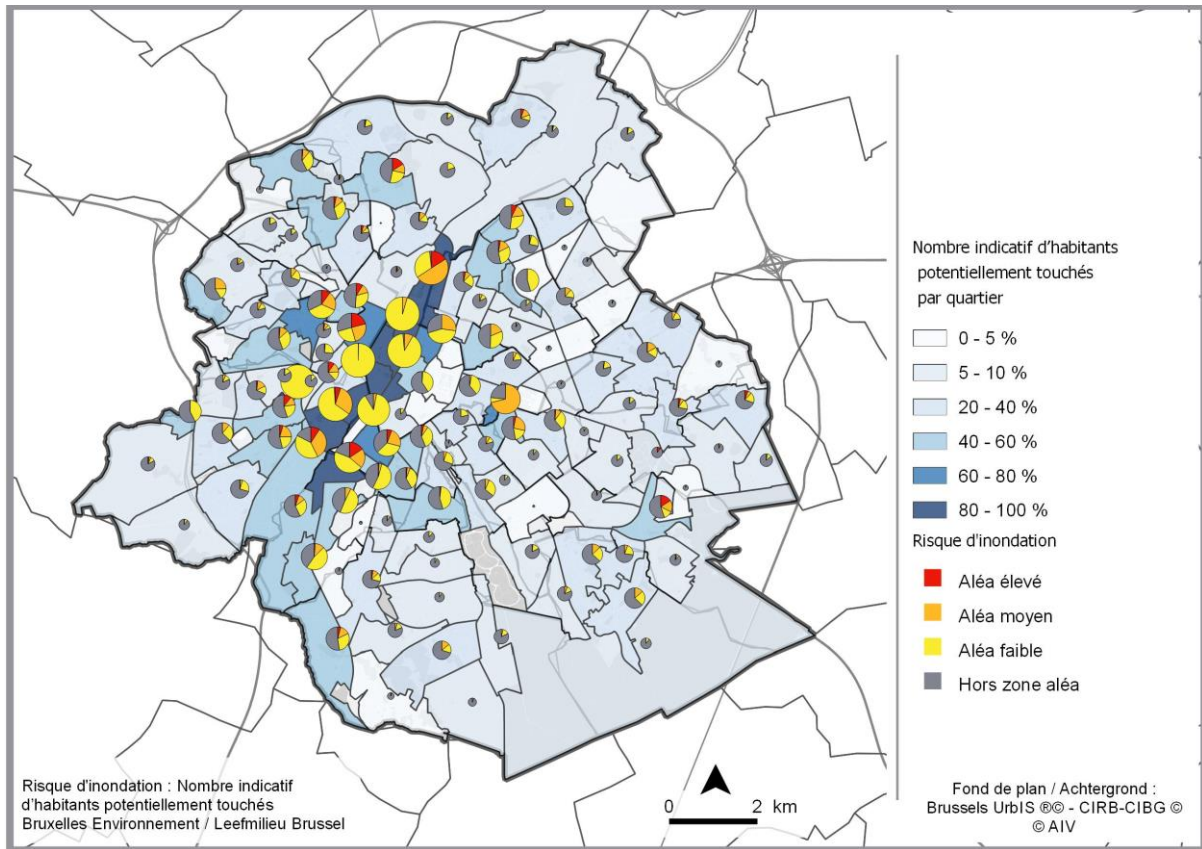 Nombre indicatif d'habitants
potentiellement touchés
par quartier
0 - 5 %
5 - 10 %
20 - 40 %
40 - 60 %
60 - 80 %
80 - 100 %
Risque d'inondation
Aléa élevé
Aléa moyen
Aléa faible
Hors zone aléa
Risque d'inondation : Nombre indicatif
d'habitants potentiellement touchés
Bruxelles Environnement / Leefmilieu Brussel
0 2 km
Fond de plan / Achtergrond :
Brussels UrbIS ®© - CIRB-CIBG ©
© AIV